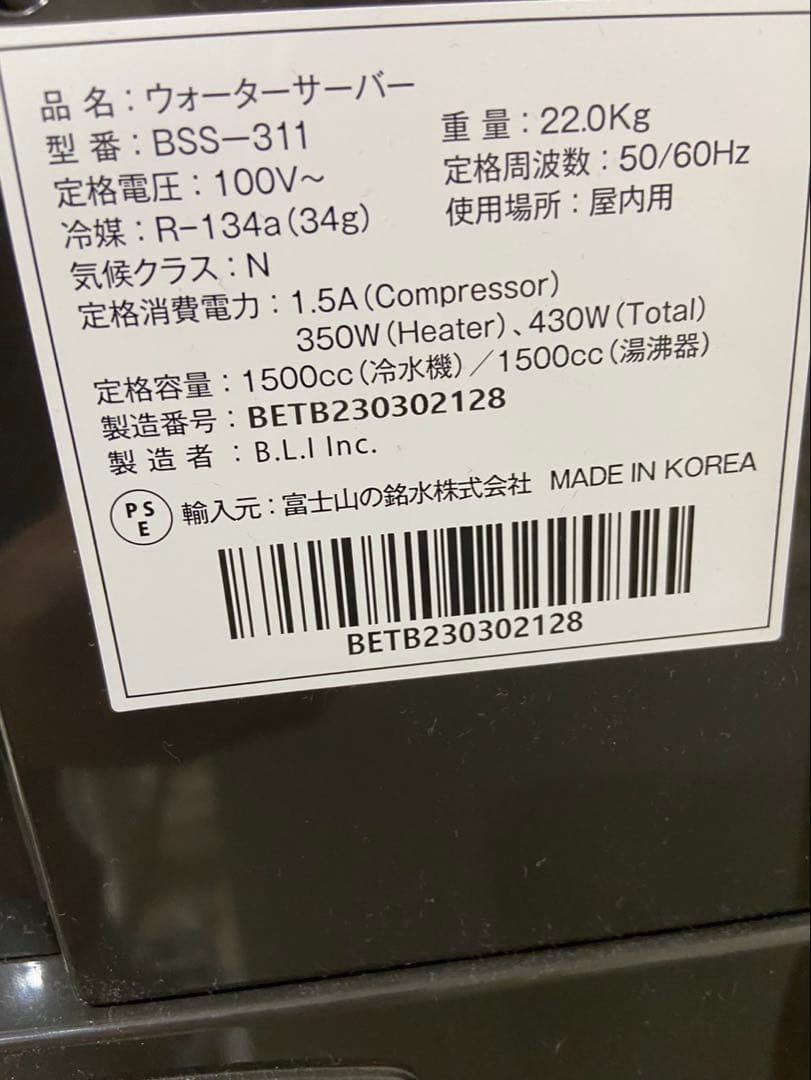 品 名：ウォーターサーバー
型 番：BSS-311 重 量：22.0Kg
定格電圧：100V～ 定格周波数：50/60Hz
冷媒：R-134a(34g) 使用場所：屋内用
気候クラス：N
定格消費電力：1.5A(Compressor)
350W(Heater)、430W(Total)
定格容量：1500cc(冷水機)／1500cc(湯沸器)
製造番号：BETB230302128
製 造 者 ：B.L.I Inc.
PS
E 輸入元：富士山の銘水株式会社 MADE IN KOREA
BETB230302128